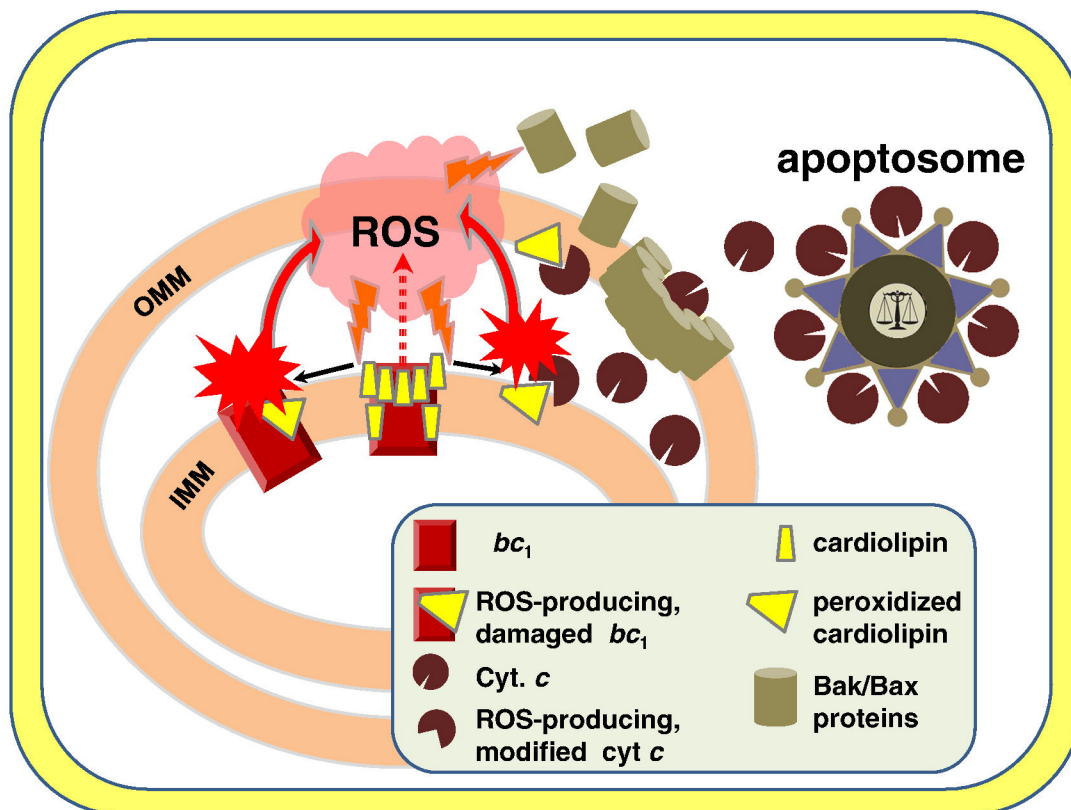 apoptosome
ROS
OMM
IMM
bc₁
ROS-producing,
damaged bc₁
Cyt. c
ROS-producing,
modified cyt c
cardiolipin
peroxidized
cardiolipin
Bak/Bax
proteins